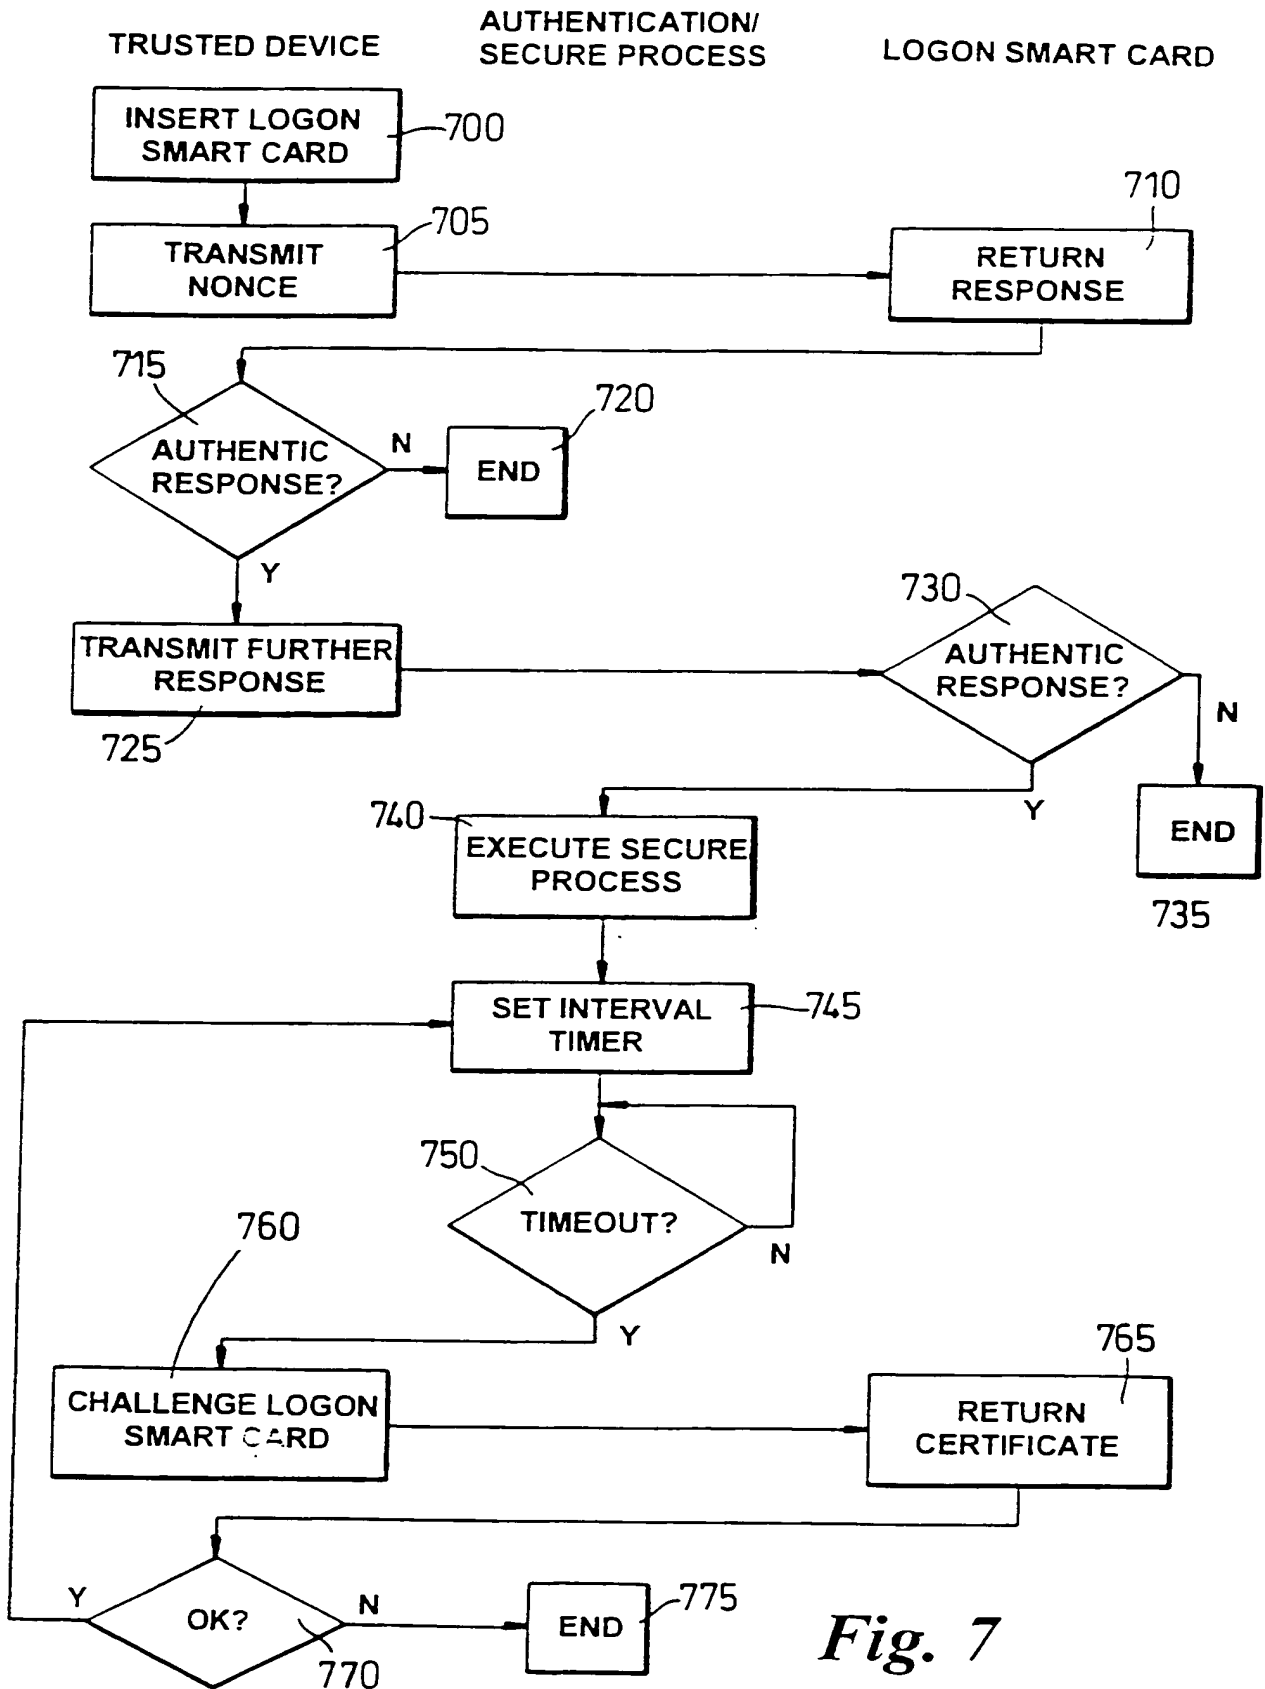 TRUSTED DEVICE
AUTHENTICATION/
SECURE PROCESS
LOGON SMART CARD
INSERT LOGON
SMART CARD
700
705
TRANSMIT
NONCE
710
RETURN
RESPONSE
715
AUTHENTIC
RESPONSE?
N
720
END
Y
TRANSMIT FURTHER
RESPONSE
725
730
AUTHENTIC
RESPONSE?
N
Y
END
735
740
EXECUTE SECURE
PROCESS
SET INTERVAL
TIMER
745
750
TIMEOUT?
N
Y
760
CHALLENGE LOGON
SMART CARD
765
RETURN
CERTIFICATE
Y
OK?
N
770
END
775
Fig. 7